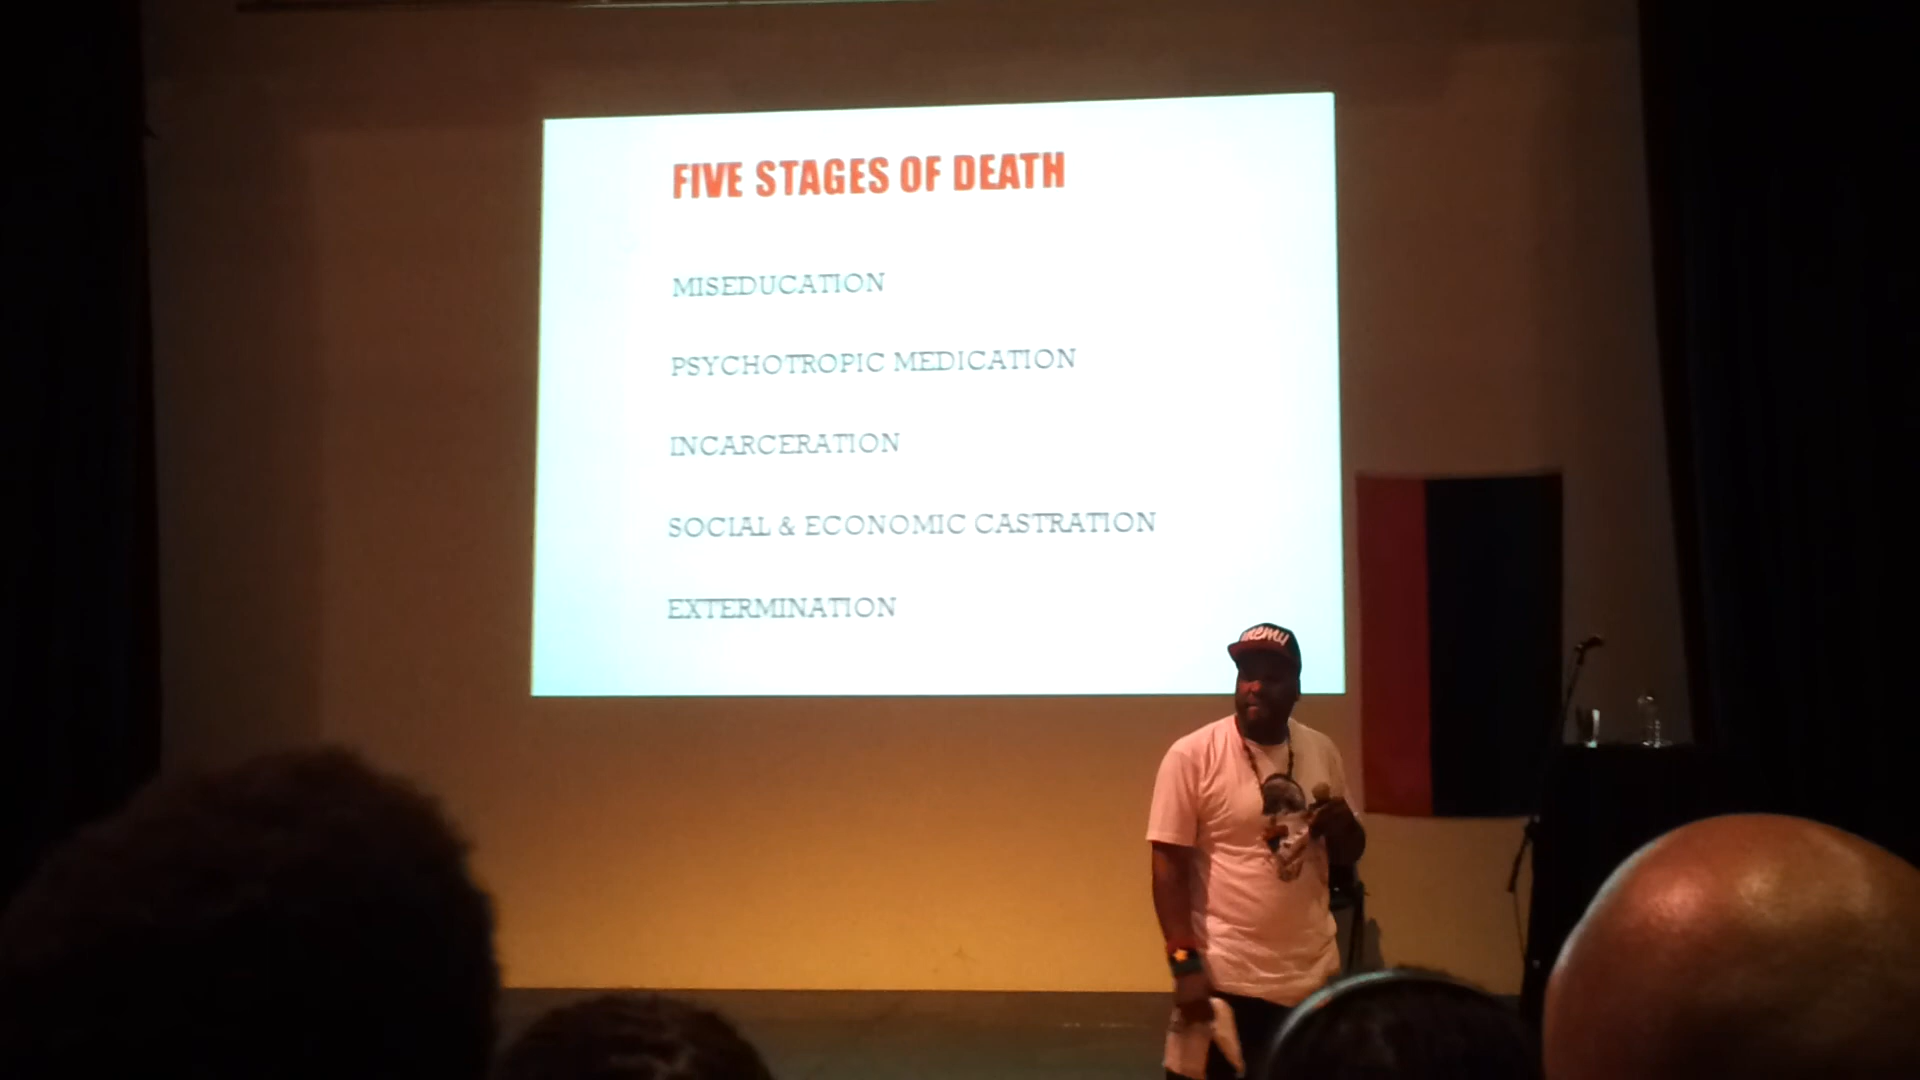 FIVE STAGES OF DEATH
MISEDUCATION
PSYCHOTROPIC MEDICATION
INCARCERATION
SOCIAL & ECONOMIC CASTRATION
EXTERMINATION